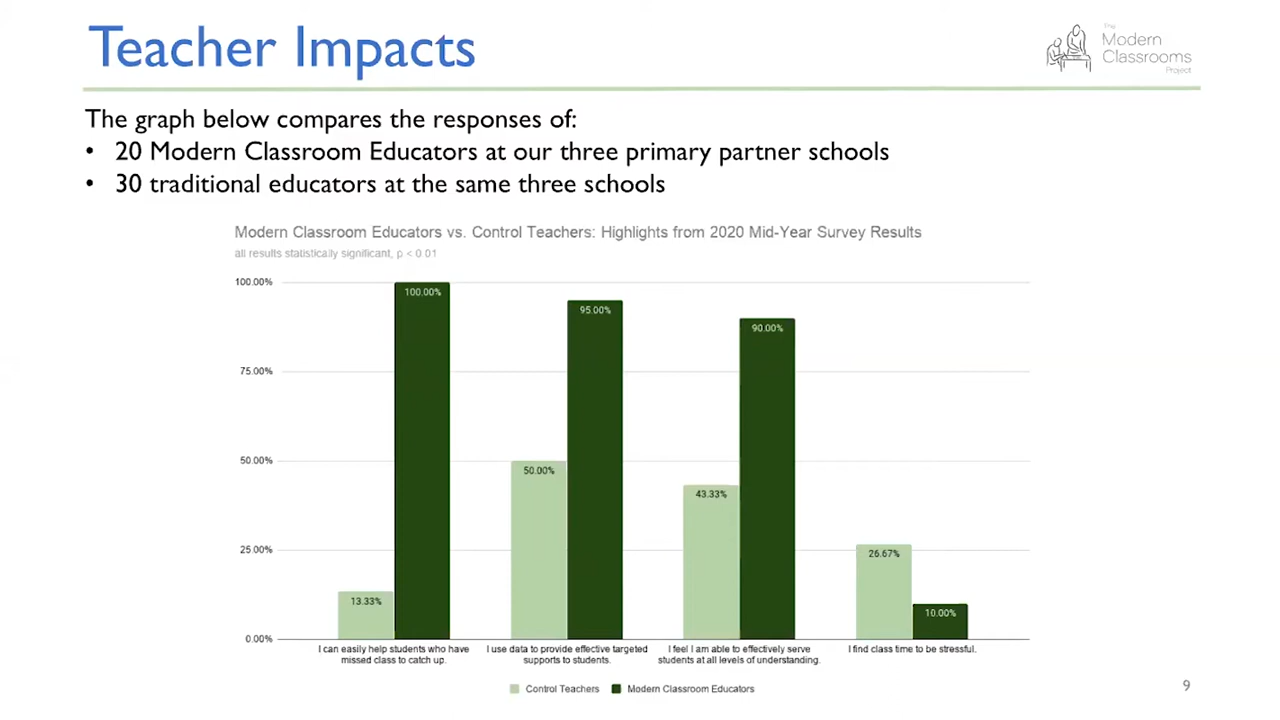 Teacher Impacts
The
Modern
Classrooms
Project
The graph below compares the responses of:
• 20 Modern Classroom Educators at our three primary partner schools
• 30 traditional educators at the same three schools
Modern Classroom Educators vs. Control Teachers: Highlights from 2020 Mid-Year Survey Results
all results statistically significant, p < 0.01
100.00%
75.00%
50.00%
25.00%
0.00%
13.33%
100.00%
50.00%
95.00%
43.33%
90.00%
26.67%
10.00%
I can easily help students who have
missed class to catch up.
I use data to provide effective targeted
supports to students.
I feel I am able to effectively serve
students at all levels of understanding.
I find class time to be stressful.
Control Teachers
Modern Classroom Educators
9